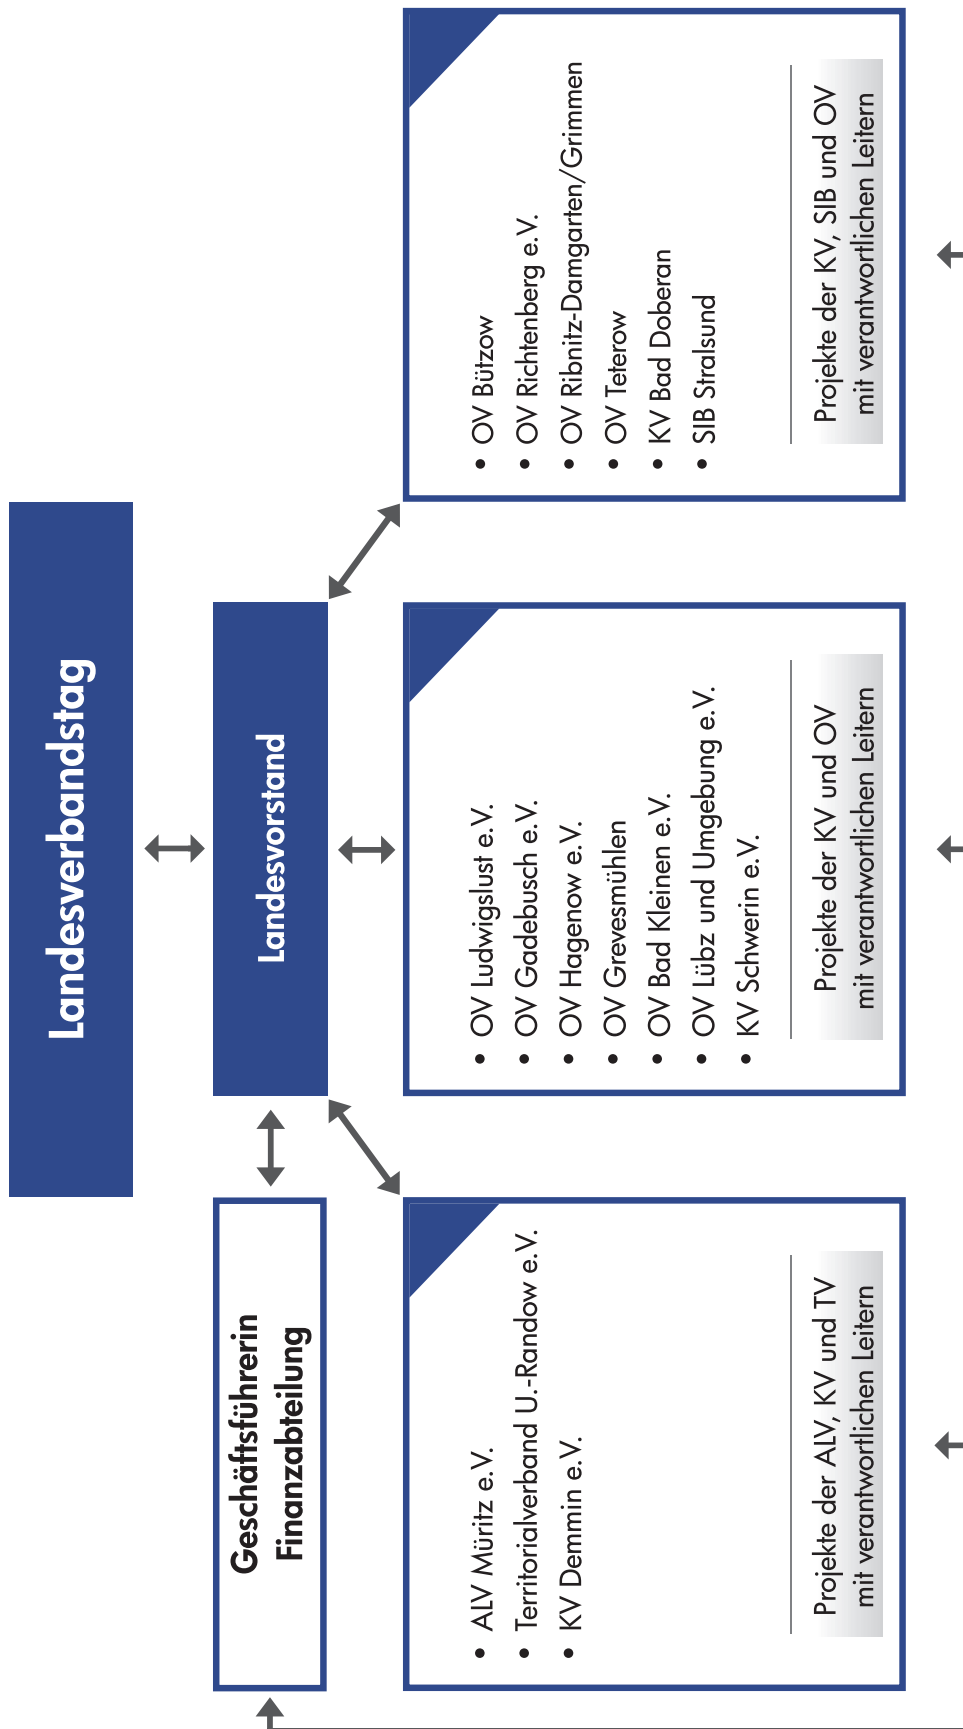 Landesverbandstag
Geschäftsführerin
Finanzabteilung
Landesvorstand
• ALV Müritz e.V.
• Territorialverband U.-Randow e.V.
• KV Demmin e.V.
Projekte der ALV, KV und TV
mit verantwortlichen Leitern
• OV Ludwigslust e.V.
• OV Gadebusch e.V.
• OV Hagenow e.V.
• OV Grevesmühlen
• OV Bad Kleinen e.V.
• OV Lübz und Umgebung e.V.
• KV Schwerin e.V.
Projekte der KV und OV
mit verantwortlichen Leitern
• OV Bützow
• OV Richtenberg e.V.
• OV Ribnitz-Damgarten/Grimmen
• OV Teterow
• KV Bad Doberan
• SIB Stralsund
Projekte der KV, SIB und OV
mit verantwortlichen Leitern